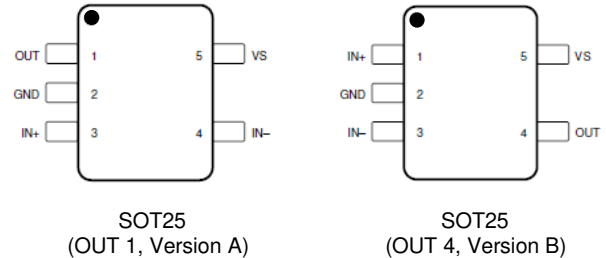 OUT 1 5 VS
GND 2
IN+ 3 4 IN–
SOT25
(OUT 1, Version A)
IN+ 1 5 VS
GND 2
IN– 3 4 OUT
SOT25
(OUT 4, Version B)